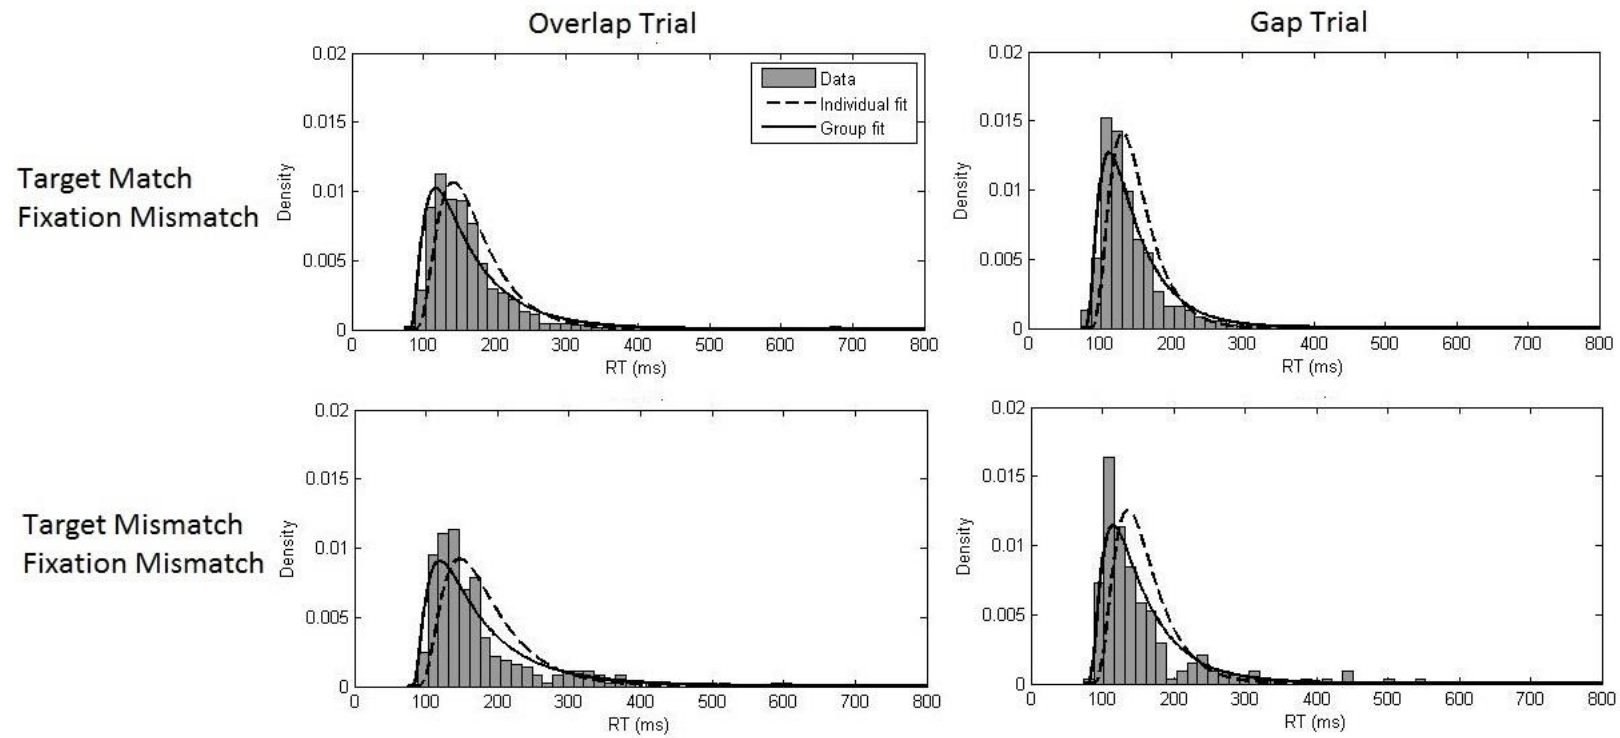 Overlap Trial
Gap Trial
Target Match
Fixation Mismatch
0.02
0.015
0.01
0.005
0
Density
Data
Individual fit
Group fit
0 100 200 300 400 500 600 700 800
RT (ms)
0.02
0.015
0.01
0.005
0
Density
0 100 200 300 400 500 600 700 800
RT (ms)
Target Mismatch
Fixation Mismatch
0.02
0.015
0.01
0.005
0
Density
0 100 200 300 400 500 600 700 800
RT (ms)
0.02
0.015
0.01
0.005
0
Density
0 100 200 300 400 500 600 700 800
RT (ms)